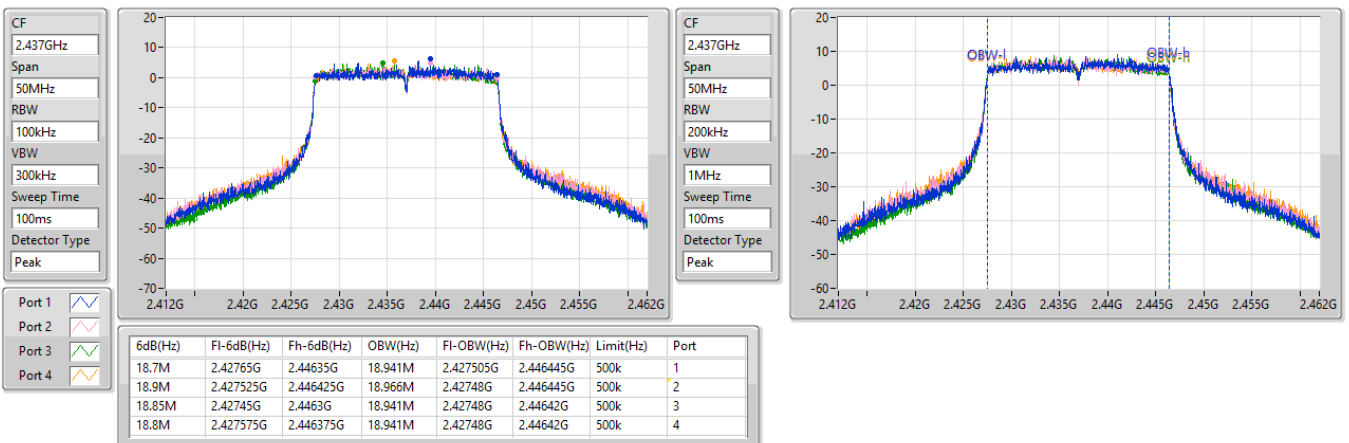 CF
2.437GHz
Span
50MHz
RBW
100kHz
VBW
300kHz
Sweep Time
100ms
Detector Type
Peak
20
10
0
-10
-20
-30
-40
-50
-60
-70
2.412G 2.42G 2.425G 2.43G 2.435G 2.44G 2.445G 2.45G 2.455G 2.462G
CF
2.437GHz
Span
50MHz
RBW
200kHz
VBW
1MHz
Sweep Time
100ms
Detector Type
Peak
20
10
0
-10
-20
-30
-40
-50
-60
OBW-l OBW-h
2.412G 2.42G 2.425G 2.43G 2.435G 2.44G 2.445G 2.45G 2.455G 2.462G
Port 1
Port 2
Port 3
Port 4
6dB(Hz) Fl-6dB(Hz) Fh-6dB(Hz) OBW(Hz) Fl-OBW(Hz) Fh-OBW(Hz) Limit(Hz) Port
18.7M 2.42765G 2.44635G 18.941M 2.427505G 2.446445G 500k 1
18.9M 2.427525G 2.446425G 18.966M 2.42748G 2.446445G 500k 2
18.85M 2.42745G 2.4463G 18.941M 2.42748G 2.44642G 500k 3
18.8M 2.427575G 2.446375G 18.941M 2.42748G 2.44642G 500k 4